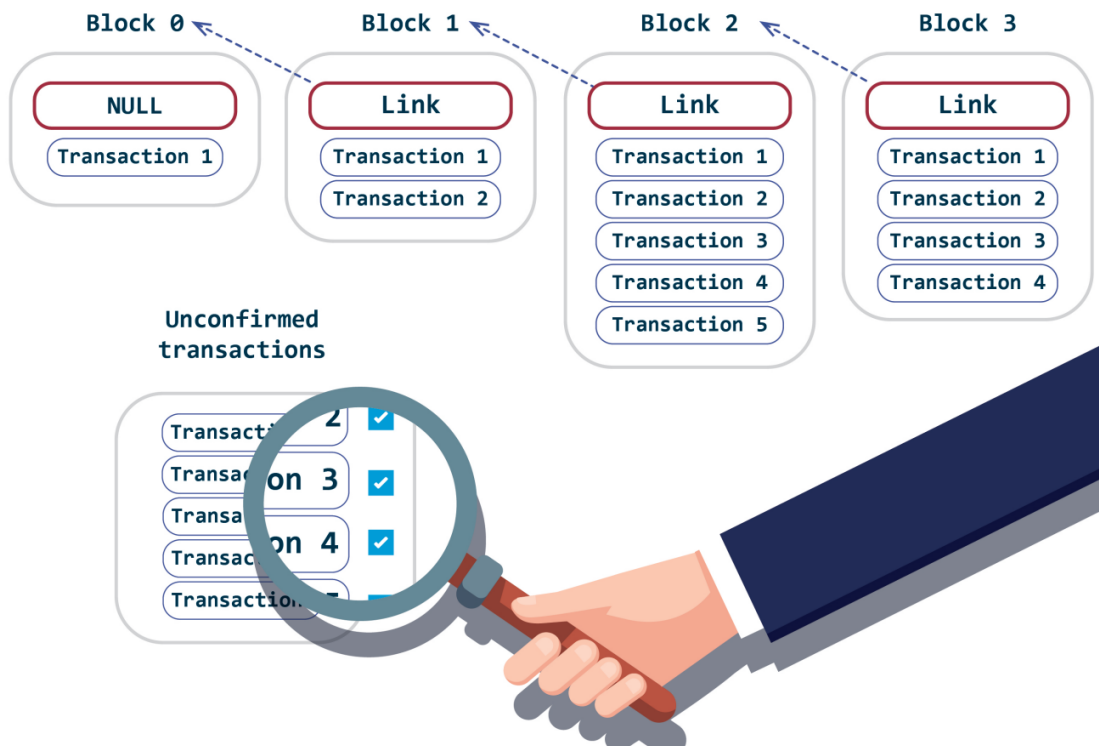 Block 0
Block 1
Block 2
Block 3
NULL
Transaction 1
Link
Transaction 1
Transaction 2
Link
Transaction 1
Transaction 2
Transaction 3
Transaction 4
Transaction 5
Link
Transaction 1
Transaction 2
Transaction 3
Transaction 4
Unconfirmed
transactions
2
3
4
Transaction